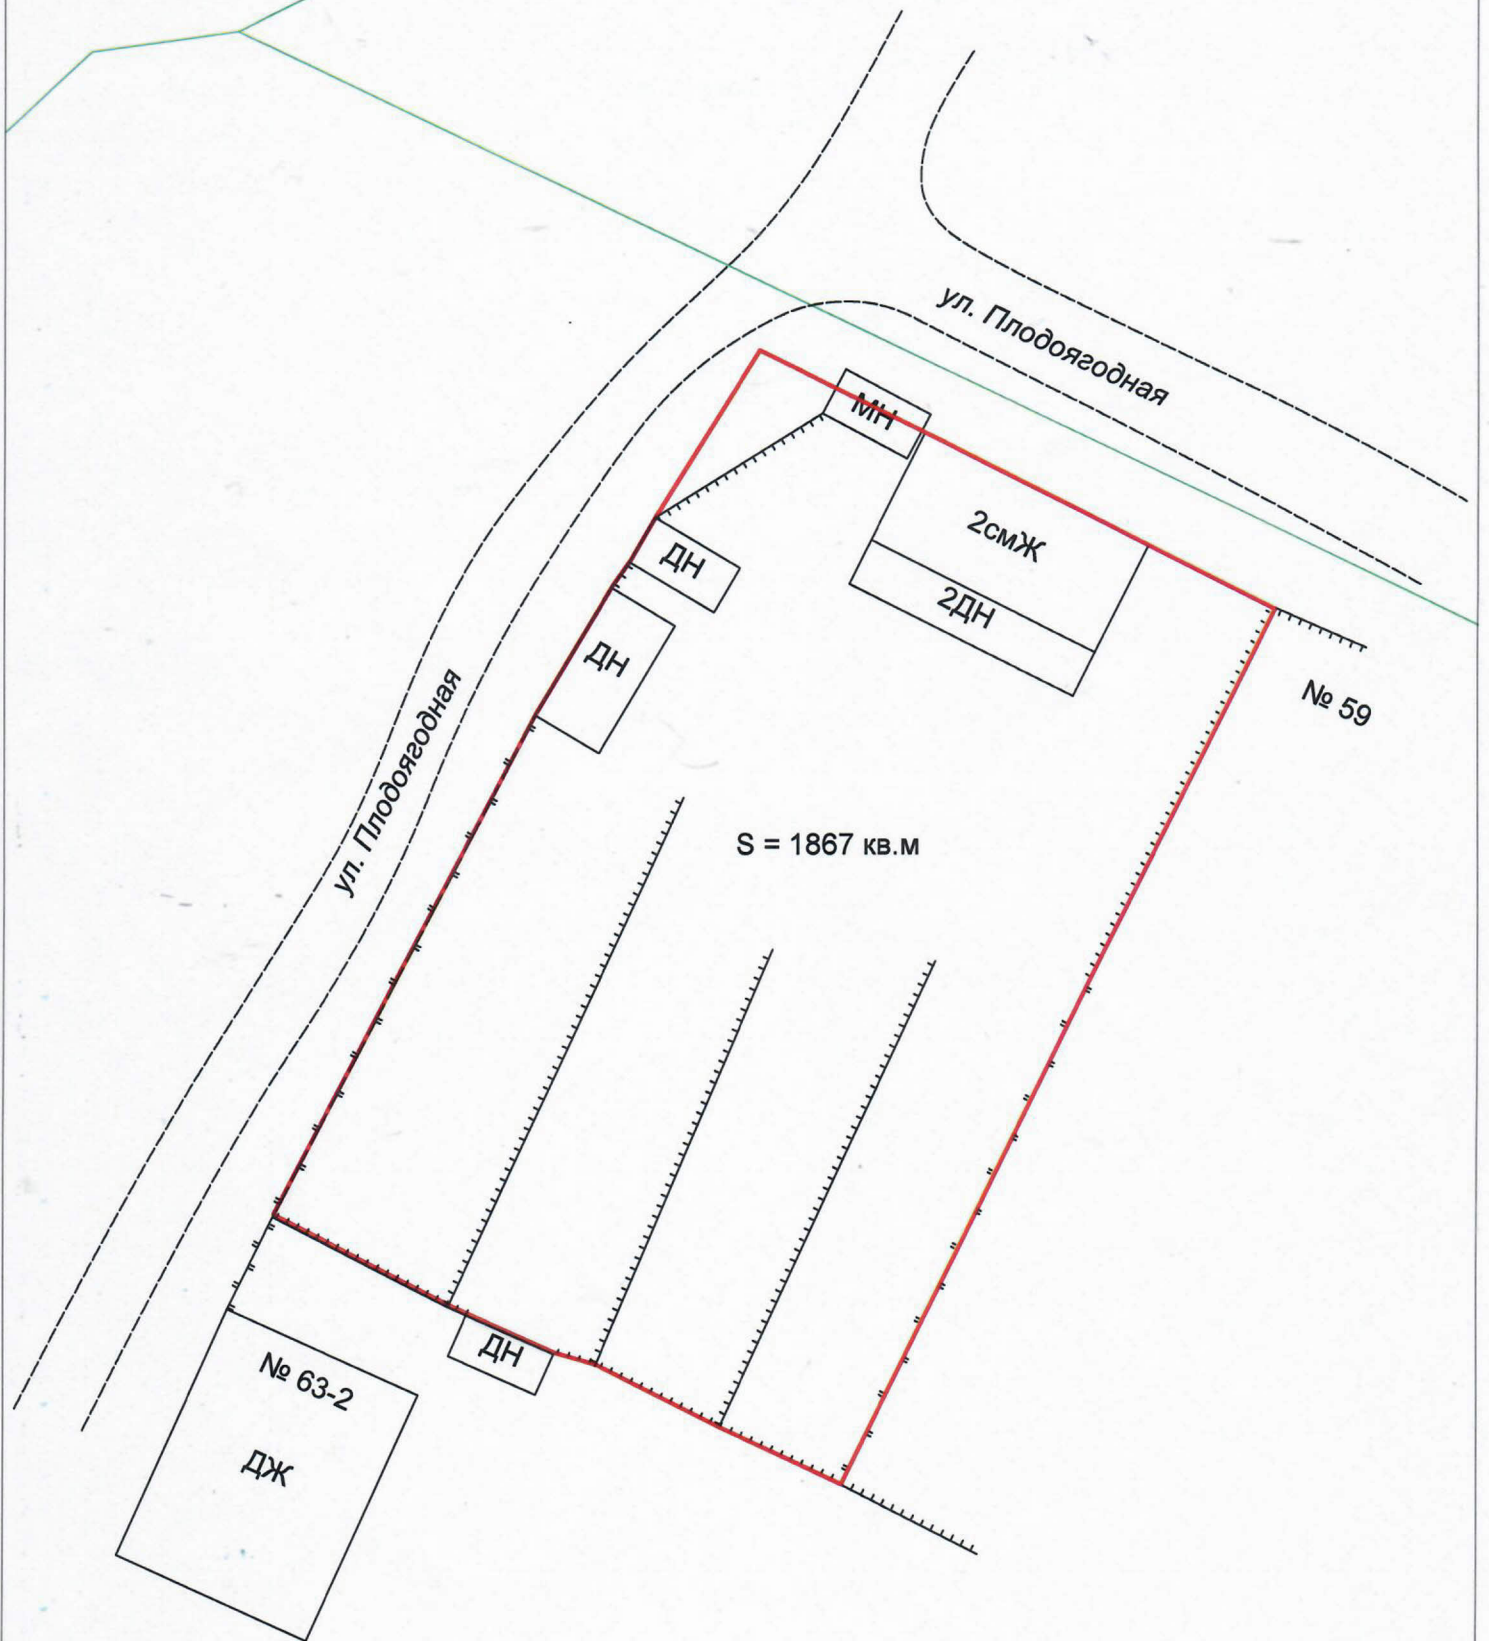 ул. Плодоягодная
МН
2смЖ
ДН
2ДН
ДН
№ 59
ул. Плодоягодная
S = 1867 кв.м
ДН
№ 63-2
ДЖ